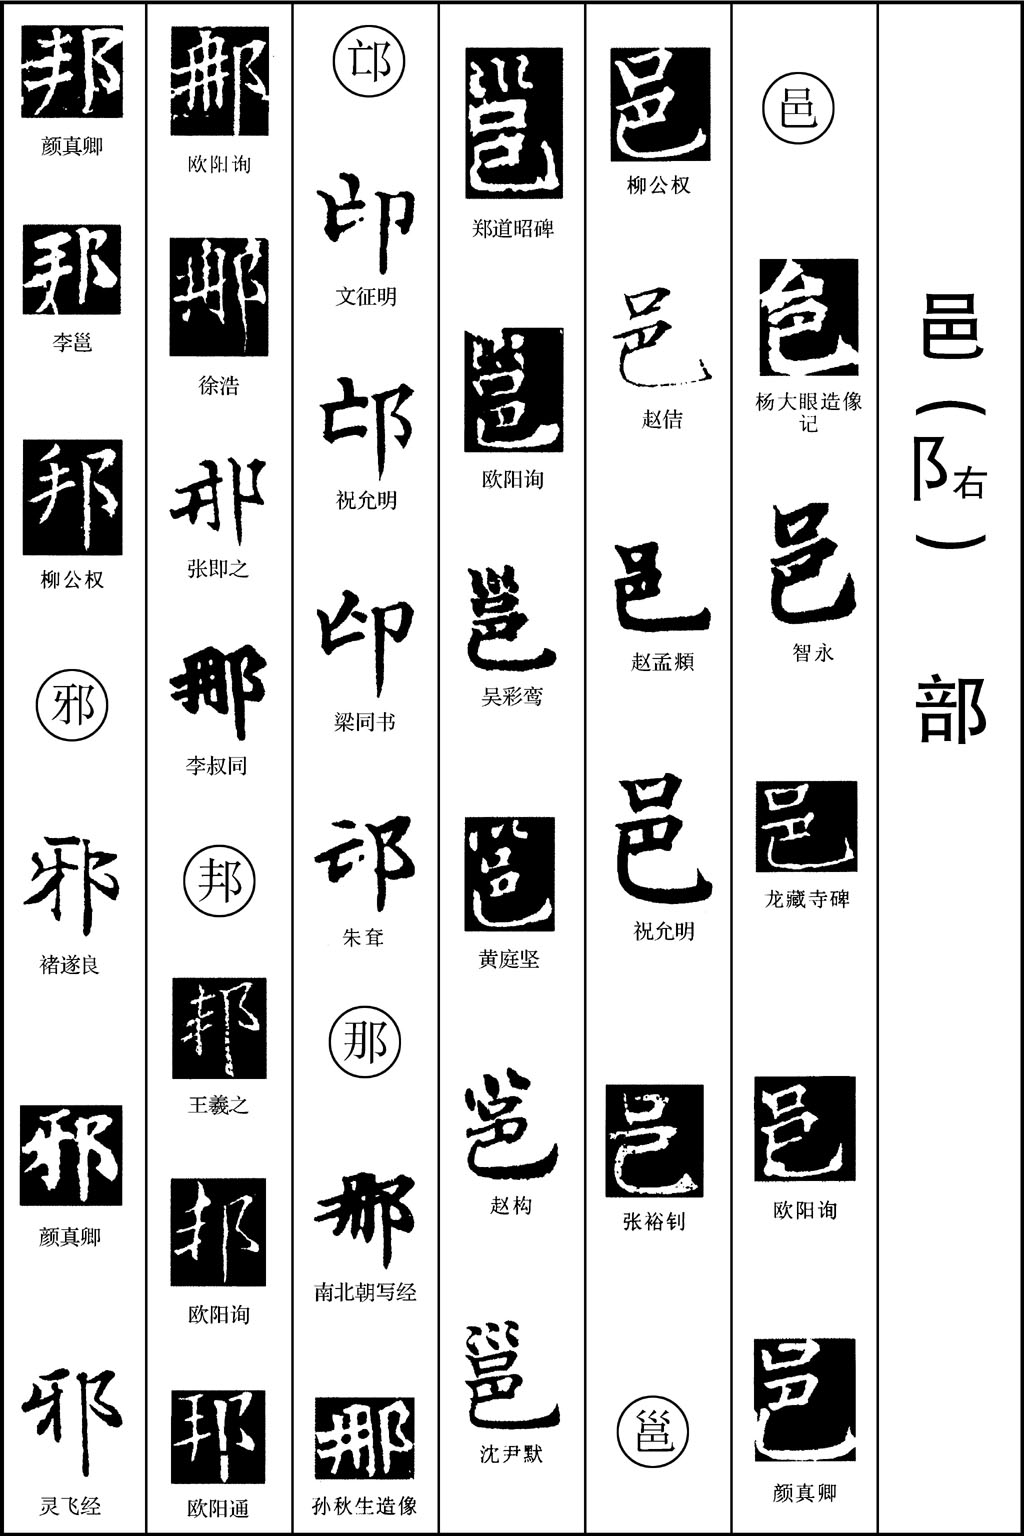 邑（阝右）部
邑
邑
杨大眼造像
记
邑
智永
邑
龙藏寺碑
邑
欧阳询
邑
颜真卿
邑
柳公权
邑
赵佶
邑
赵孟頫
邑
祝允明
邑
张裕钊
邕
邕
郑道昭碑
邕
欧阳询
邕
吴彩鸾
邕
黄庭坚
邕
赵构
邕
沈尹默
邙
邙
文征明
邙
祝允明
邙
梁同书
邙
朱耷
那
那
南北朝写经
那
孙秋生造像
那
欧阳询
那
徐浩
那
张即之
那
李叔同
邦
邦
王羲之
邦
欧阳询
邦
欧阳通
邦
颜真卿
邦
李邕
邦
柳公权
邪
邪
褚遂良
邪
颜真卿
邪
灵飞经